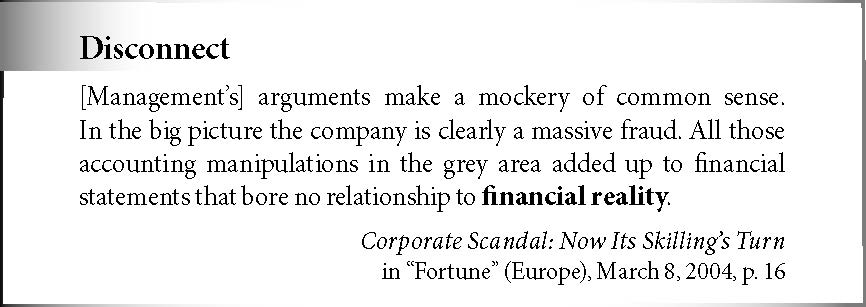 Disconnect
[Management’s] arguments make a mockery of common sense.
In the big picture the company is clearly a massive fraud. All those
accounting manipulations in the grey area added up to financial
statements that bore no relationship to financial reality.
Corporate Scandal: Now Its Skilling’s Turn
in “Fortune” (Europe), March 8, 2004, p. 16